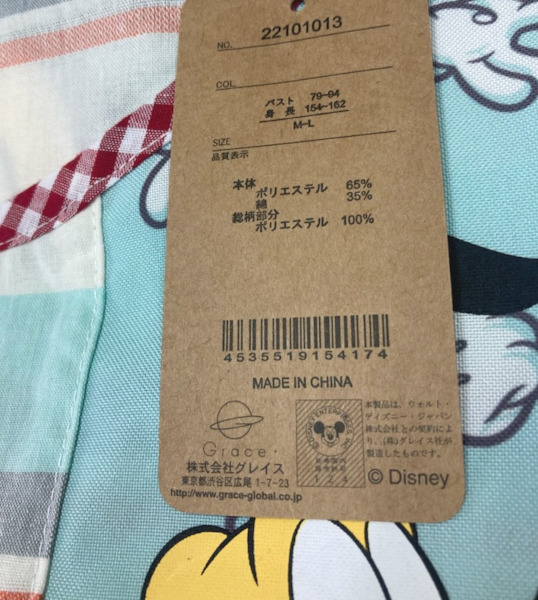 NO. 22101013
COL.
バスト 79-94
身長 154-162
M-L
SIZE
品質表示
本体
ポリエステル 65%
綿 35%
総柄部分
ポリエステル 100%
4535519154174
MADE IN CHINA
Grace
株式会社グレイス
東京都渋谷区広尾 1-7-23
http://www.grace-global.co.jp
本製品は、ウォルト・
ディズニー・ジャパン
株式会社との契約によ
り、(株)グレイス社が
製造したものです。
© Disney